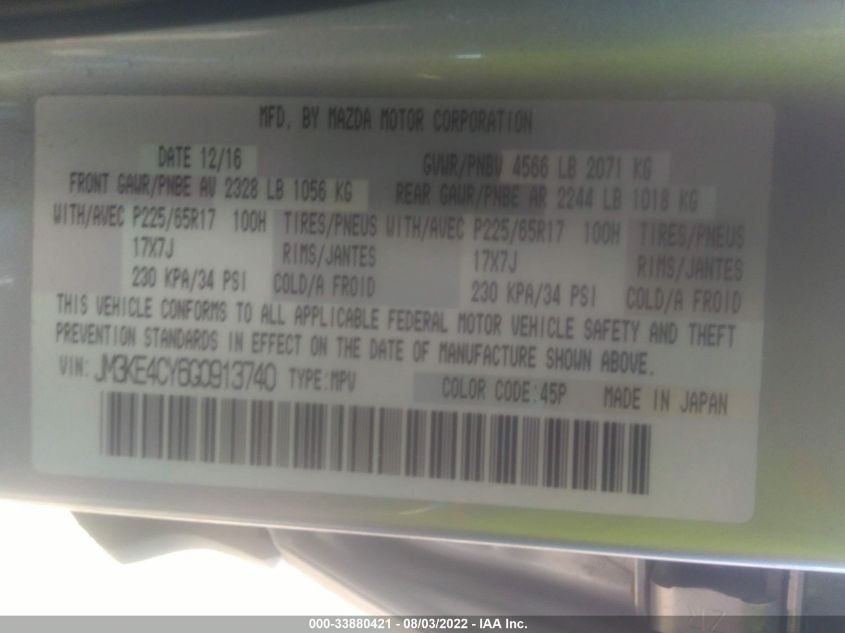 MFD. BY MAZDA MOTOR CORPORATION
DATE 12/16 GVWR/PNBV 4566 LB 2071 KG
FRONT GAWR/PNBE AV 2328 LB 1056 KG REAR GAWR/PNBE AR 2244 LB 1018 KG
WITH/AVEC P225/65R17 100H TIRES/PNEUS WITH/AVEC P225/65R17 100H TIRES/PNEUS
17X7J RIMS/JANTES 17X7J RIMS/JANTES
230 KPA/34 PSI COLD/A FROID 230 KPA/34 PSI COLD/A FROID
THIS VEHICLE CONFORMS TO ALL APPLICABLE FEDERAL MOTOR VEHICLE SAFETY AND THEFT
PREVENTION STANDARDS IN EFFECT ON THE DATE OF MANUFACTURE SHOWN ABOVE.
VIN: JM3KE4CY6G0913740 TYPE:MPV COLOR CODE:45P MADE IN JAPAN
000-33880421 - 08/03/2022 - IAA Inc.